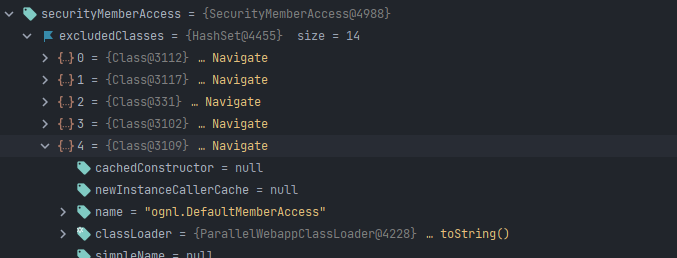 securityMemberAccess = {SecurityMemberAccess@4988}
excludedClasses = {HashSet@4455} size = 14
{...} 0 = {Class@3112} ... Navigate
{...} 1 = {Class@3117} ... Navigate
{...} 2 = {Class@331} ... Navigate
{...} 3 = {Class@3102} ... Navigate
{...} 4 = {Class@3109} ... Navigate
cachedConstructor = null
newInstanceCallerCache = null
name = "ognl.DefaultMemberAccess"
classLoader = {ParallelWebappClassLoader@4228} ... toString()
simpleName = null